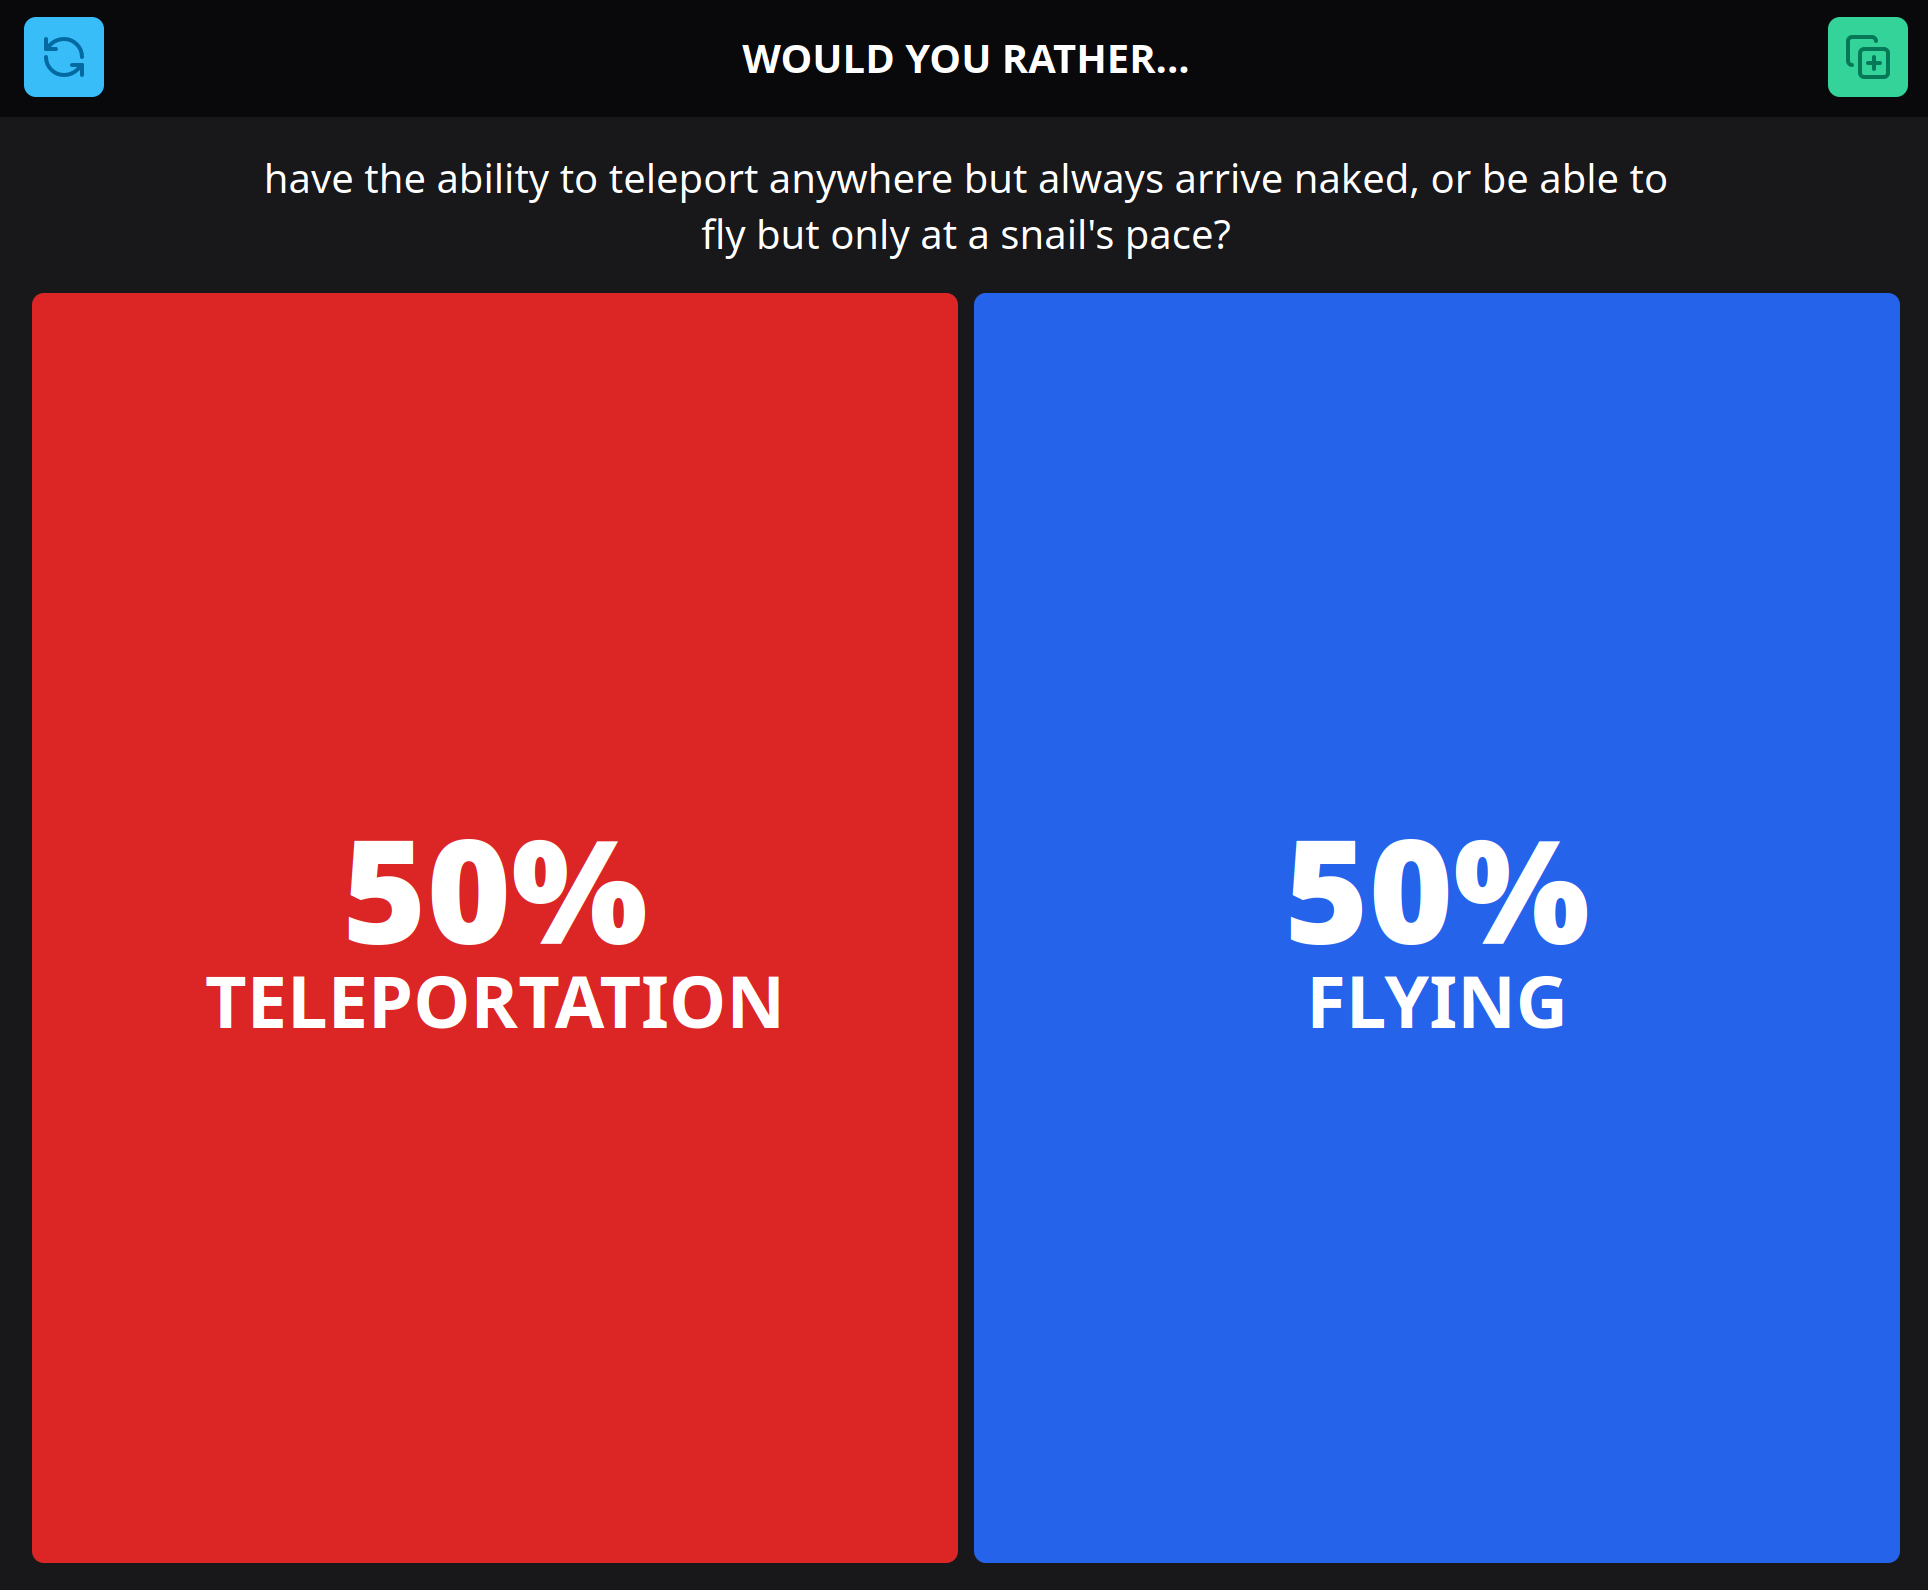 WOULD YOU RATHER...
have the ability to teleport anywhere but always arrive naked, or be able to
fly but only at a snail's pace?
50%
TELEPORTATION
50%
FLYING